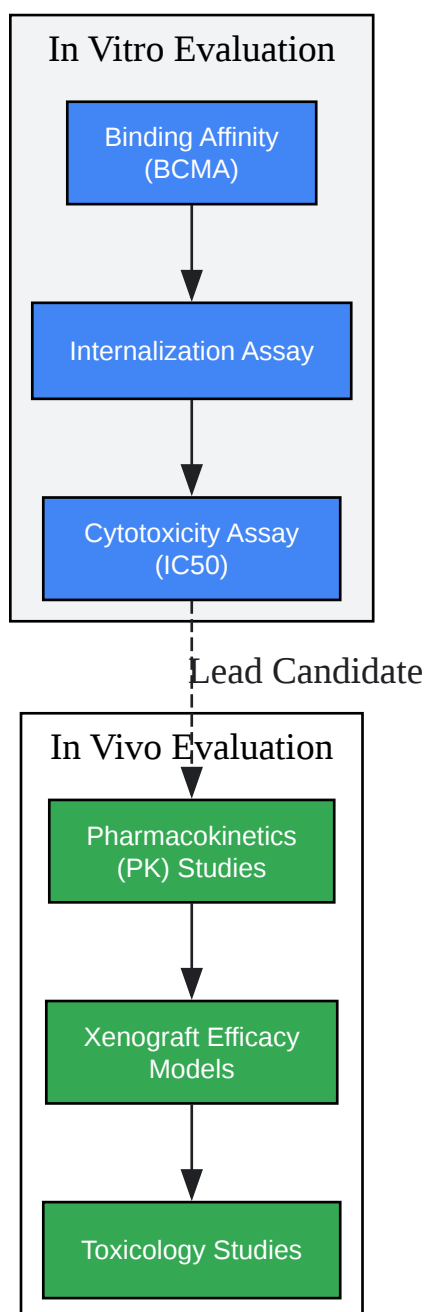 In Vitro Evaluation
Binding Affinity
(BCMA)
Internalization Assay
Cytotoxicity Assay
(IC50)
Lead Candidate
In Vivo Evaluation
Pharmacokinetics
(PK) Studies
Xenograft Efficacy
Models
Toxicology Studies